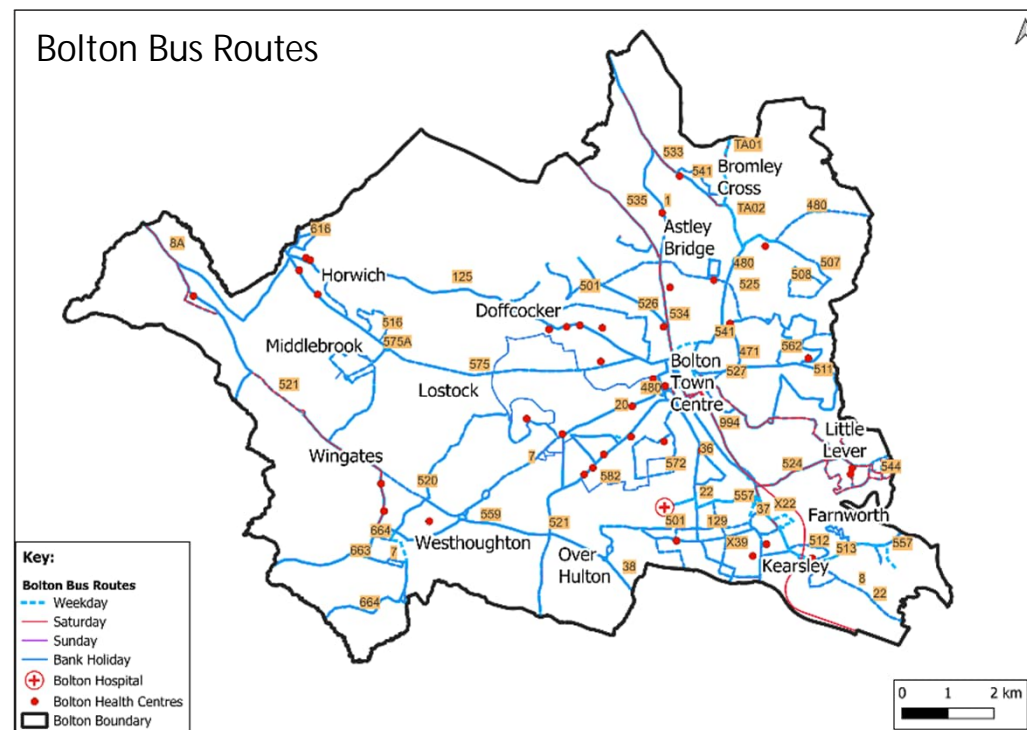 Bolton Bus Routes
TA01
533
541
Bromley
Cross
535
1
TA02
480
616
8A
Astley
Bridge
Horwich
125
480
507
501
508
525
526
534
Doffcocker
516
541
575A
562
Middlebrook
471
Bolton
575
527
511
521
Lostock
480
Town
20
Centre
994
Little
Lever
36
Wingates
7
572
524
544
582
520
22
557
X22
559
521
501
129
37
Farnworth
664
Westhoughton
Over
Hulton
X39
512
513
557
663
7
38
Kearsley
8
664
22
Key:
Bolton Bus Routes
Weekday
Saturday
Sunday
Bank Holiday
Bolton Hospital
Bolton Health Centres
Bolton Boundary
0 1 2 km